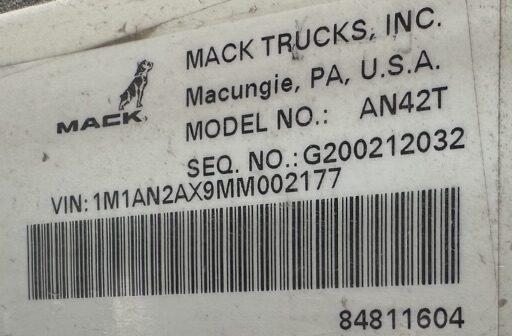 MACK
MACK TRUCKS, INC.
Macungie, PA, U.S.A.
MODEL NO.: AN42T
SEQ. NO.: G200212032
VIN: 1M1AN2AX9MM002177
84811604